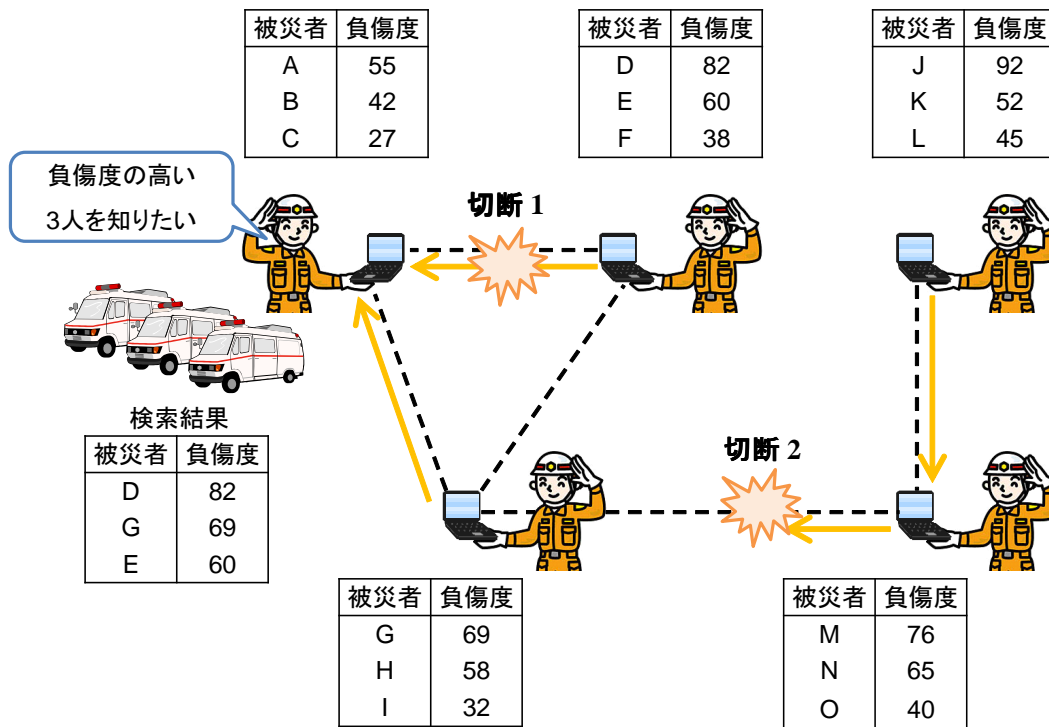 被災者 負傷度
A 55
B 42
C 27
被災者 負傷度
D 82
E 60
F 38
被災者 負傷度
J 92
K 52
L 45
負傷度の高い
3人を知りたい
切断 1
検索結果
被災者 負傷度
D 82
G 69
E 60
切断 2
被災者 負傷度
G 69
H 58
I 32
被災者 負傷度
M 76
N 65
O 40